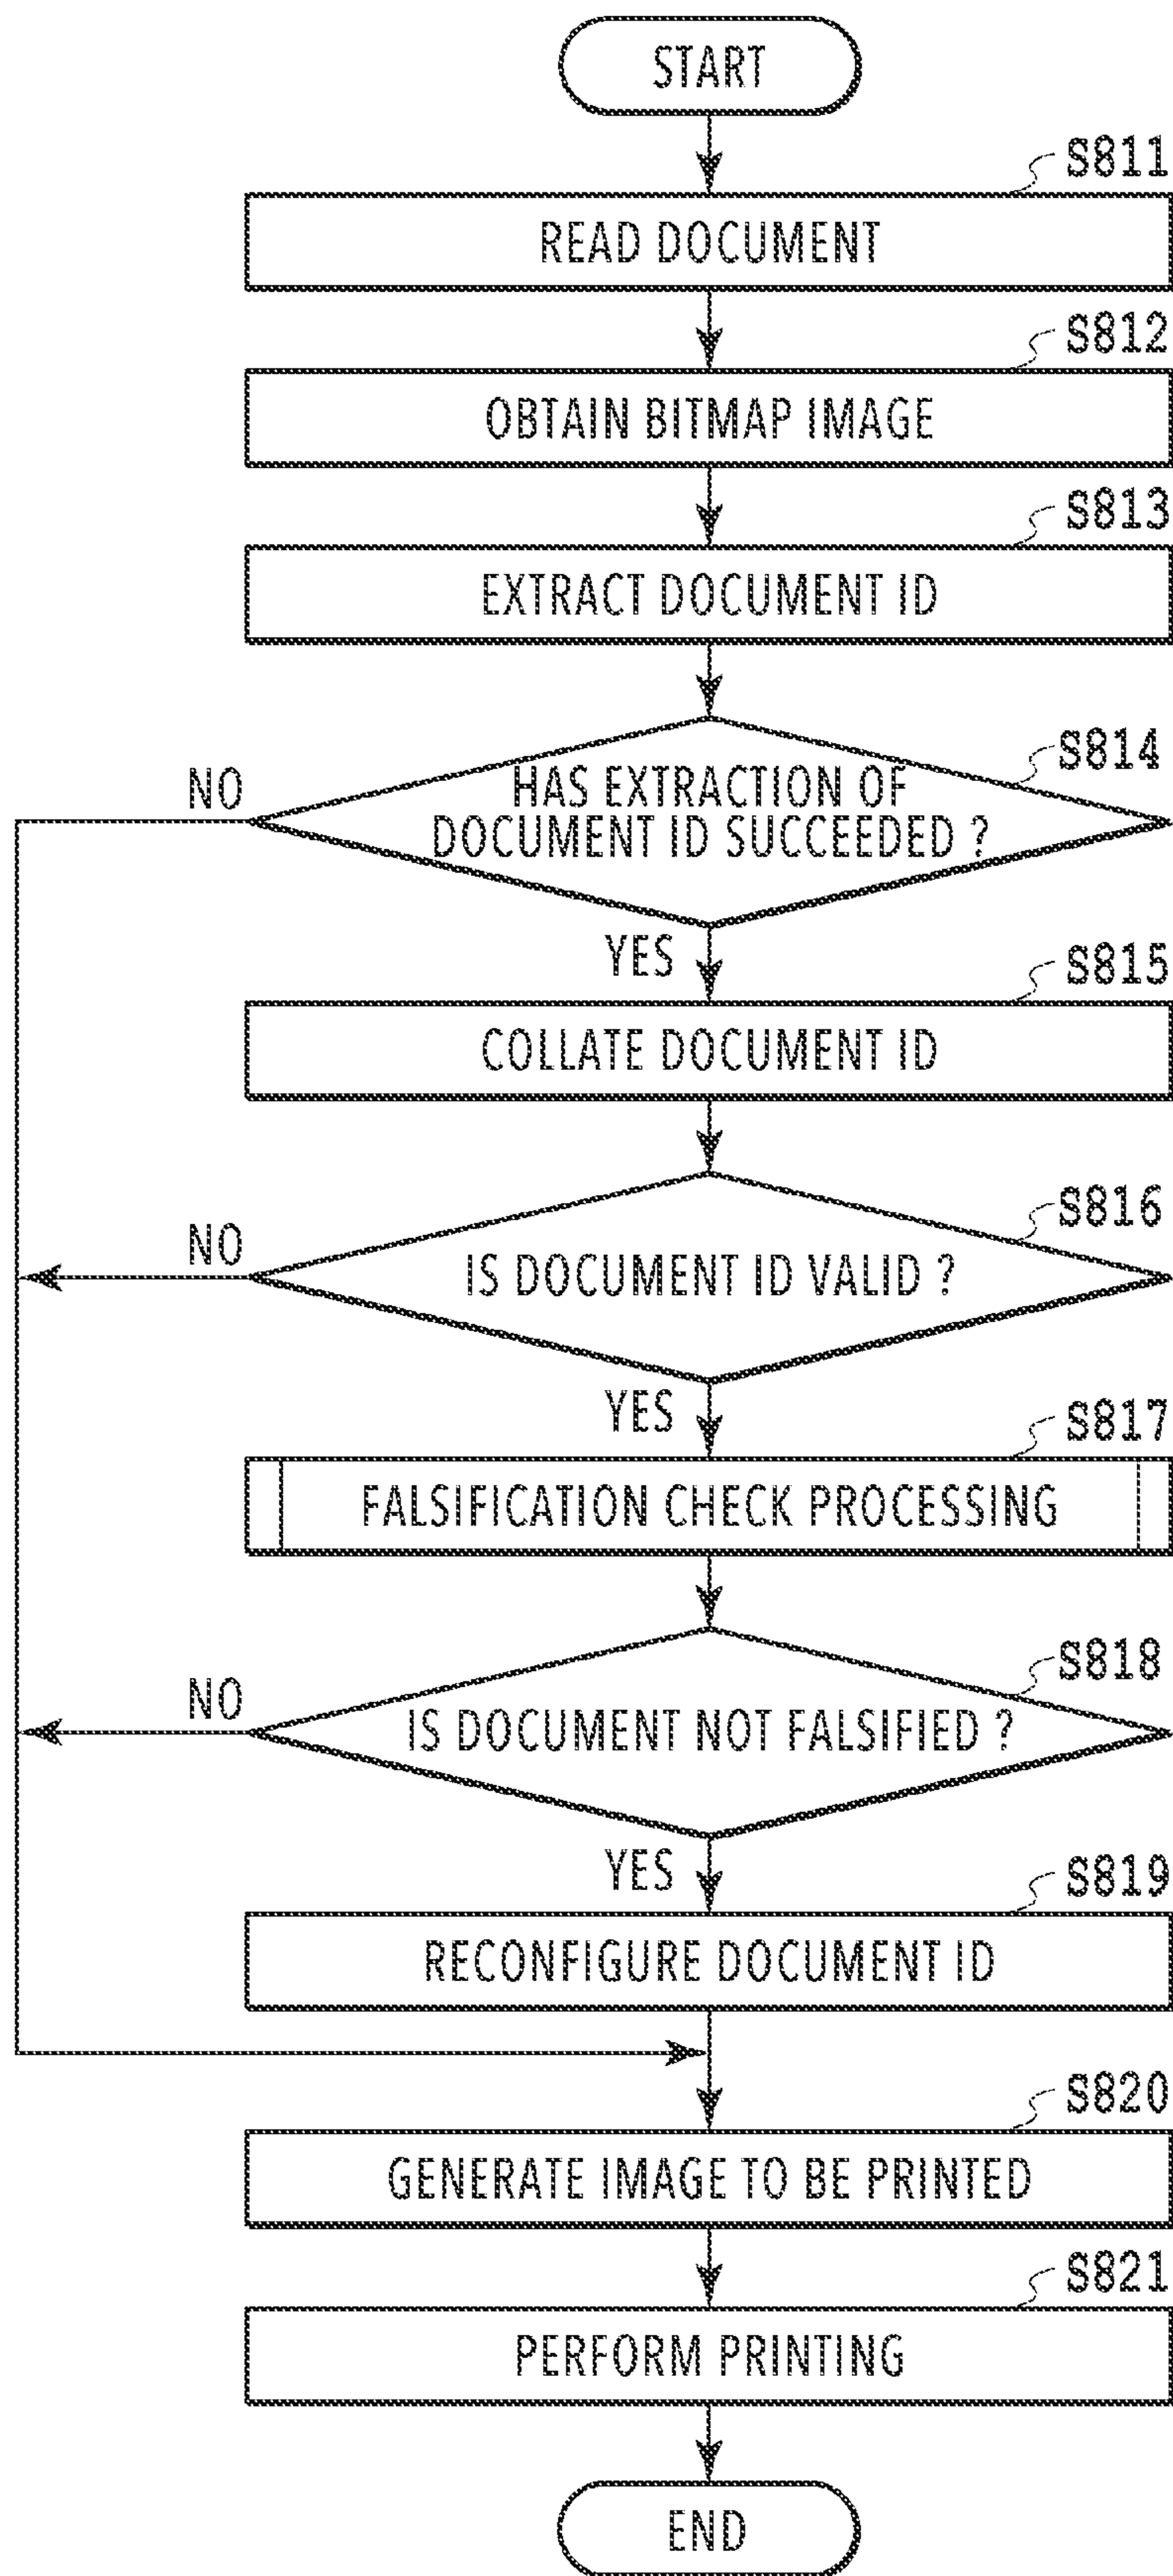 START
S811
READ DOCUMENT
S812
OBTAIN BITMAP IMAGE
S813
EXTRACT DOCUMENT ID
S814
NO
HAS EXTRACTION OF
DOCUMENT ID SUCCEEDED ?
YES
S815
COLLATE DOCUMENT ID
S816
NO
IS DOCUMENT ID VALID ?
YES
S817
FALSIFICATION CHECK PROCESSING
S818
NO
IS DOCUMENT NOT FALSIFIED ?
YES
S819
RECONFIGURE DOCUMENT ID
S820
GENERATE IMAGE TO BE PRINTED
S821
PERFORM PRINTING
END